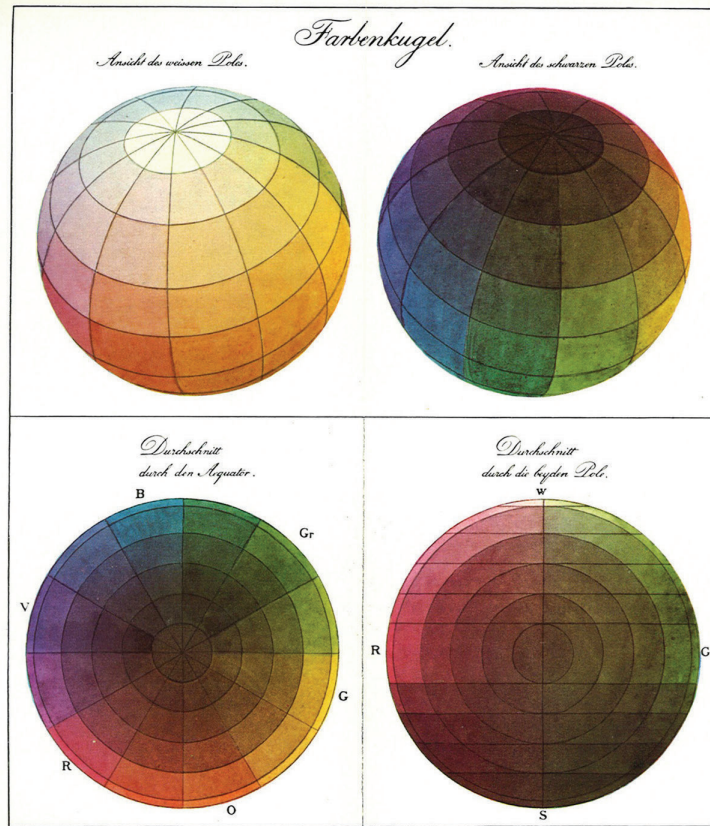 Farbenkugel.
Ansicht des weissen Poles.
Ansicht des schwarzen Poles.
Durchschnitt
durch den Aequator.
B
Gr
V
G
R
O
Durchschnitt
durch die beyden Pole.
W
R
G
S